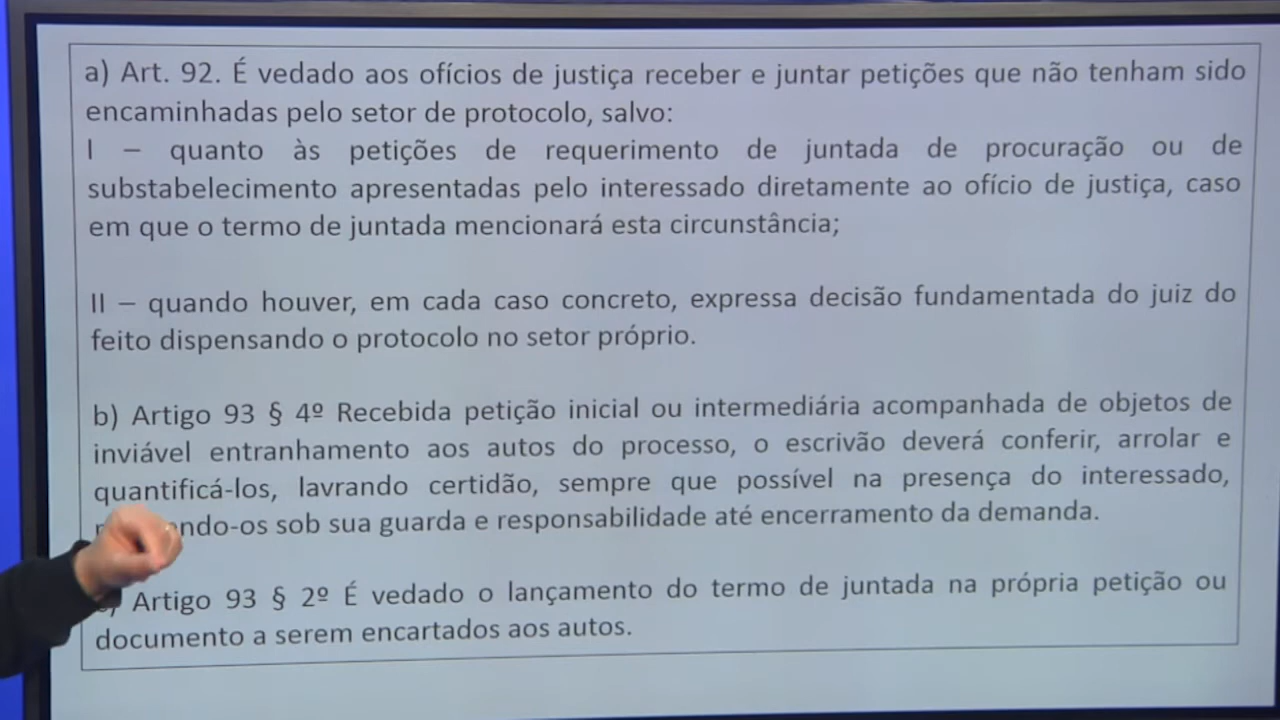 a) Art. 92. É vedado aos ofícios de justiça receber e juntar petições que não tenham sido
encaminhadas pelo setor de protocolo, salvo:
I – quanto às petições de requerimento de juntada de procuração ou de
substabelecimento apresentadas pelo interessado diretamente ao ofício de justiça, caso
em que o termo de juntada mencionará esta circunstância;
II – quando houver, em cada caso concreto, expressa decisão fundamentada do juiz do
feito dispensando o protocolo no setor próprio.
b) Artigo 93 § 4º Recebida petição inicial ou intermediária acompanhada de objetos de
inviável entranhamento aos autos do processo, o escrivão deverá conferir, arrolar e
quantificá-los, lavrando certidão, sempre que possível na presença do interessado,
sob sua guarda e responsabilidade até encerramento da demanda.
Artigo 93 § 2º É vedado o lançamento do termo de juntada na própria petição ou
documento a serem encartados aos autos.